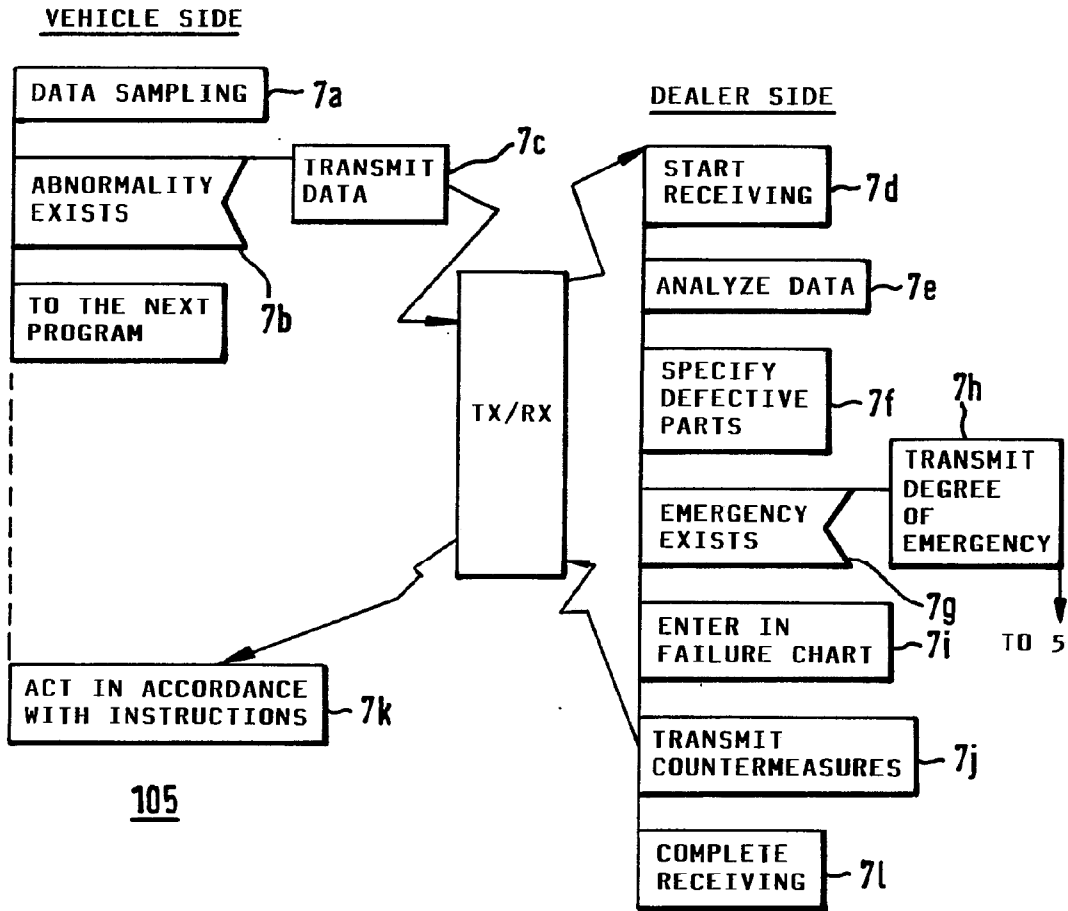 VEHICLE SIDE
DATA SAMPLING
7a
ABNORMALITY
EXISTS
7b
TRANSMIT
DATA
7c
TO THE NEXT
PROGRAM
TX/RX
ACT IN ACCORDANCE
WITH INSTRUCTIONS
7k
105
DEALER SIDE
START
RECEIVING
7d
ANALYZE DATA
7e
SPECIFY
DEFECTIVE
PARTS
7f
EMERGENCY
EXISTS
7g
7h
TRANSMIT
DEGREE
OF
EMERGENCY
TO 5
ENTER IN
FAILURE CHART
7i
TRANSMIT
COUNTERMEASURES
7j
COMPLETE
RECEIVING
7l